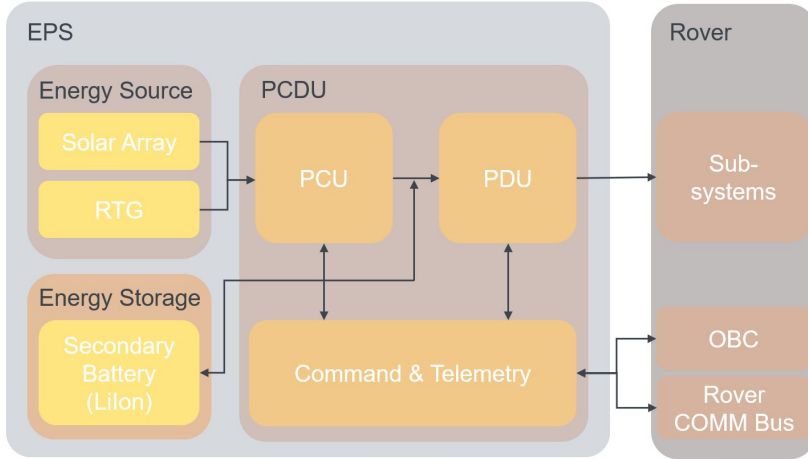 EPS
Rover
Energy Source
PCDU
Solar Array
RTG
PCU
PDU
Sub-
systems
Energy Storage
Secondary
Battery
(LiIon)
Command & Telemetry
OBC
Rover
COMM Bus